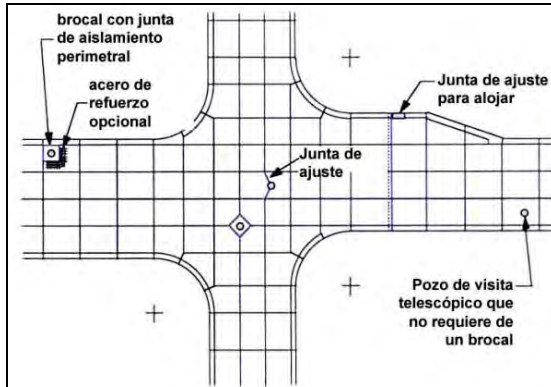 brocal con junta
de aislamiento
perimetral
acero de
refuerzo
opcional
Junta de ajuste
para alojar
Junta de
ajuste
Pozo de visita
telescópico que
no requiere de
un brocal